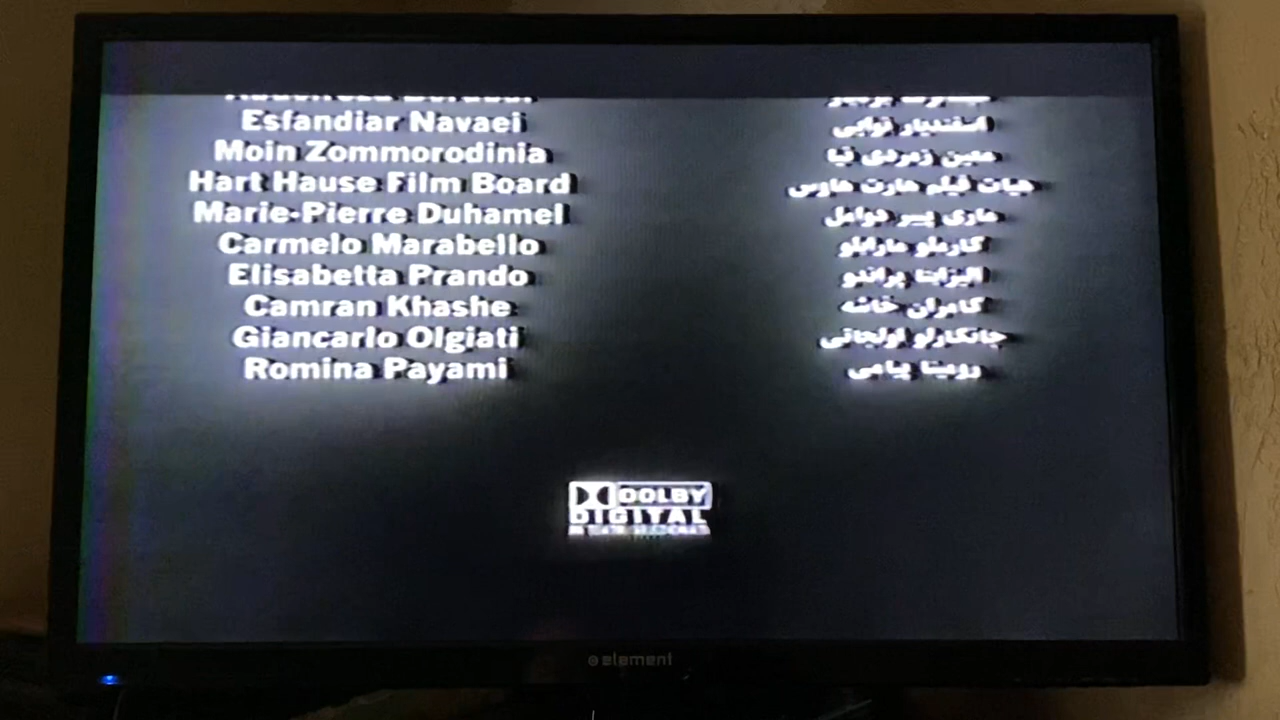 Esfandiar Navaei اسفندیار نوایی
Moin Zommorodinia معین زمردی نیا
Hart Hause Film Board هیات فیلم هارت هاوس
Marie-Pierre Duhamel ماری پییر دوامل
Carmelo Marabello کارملو مارابلو
Elisabetta Prando الیزابتا پراندو
Camran Khashe کامران خاشه
Giancarlo Olgiati جانکارلو اولجاتی
Romina Payami رومینا پیامی
DOLBY
DIGITAL
element